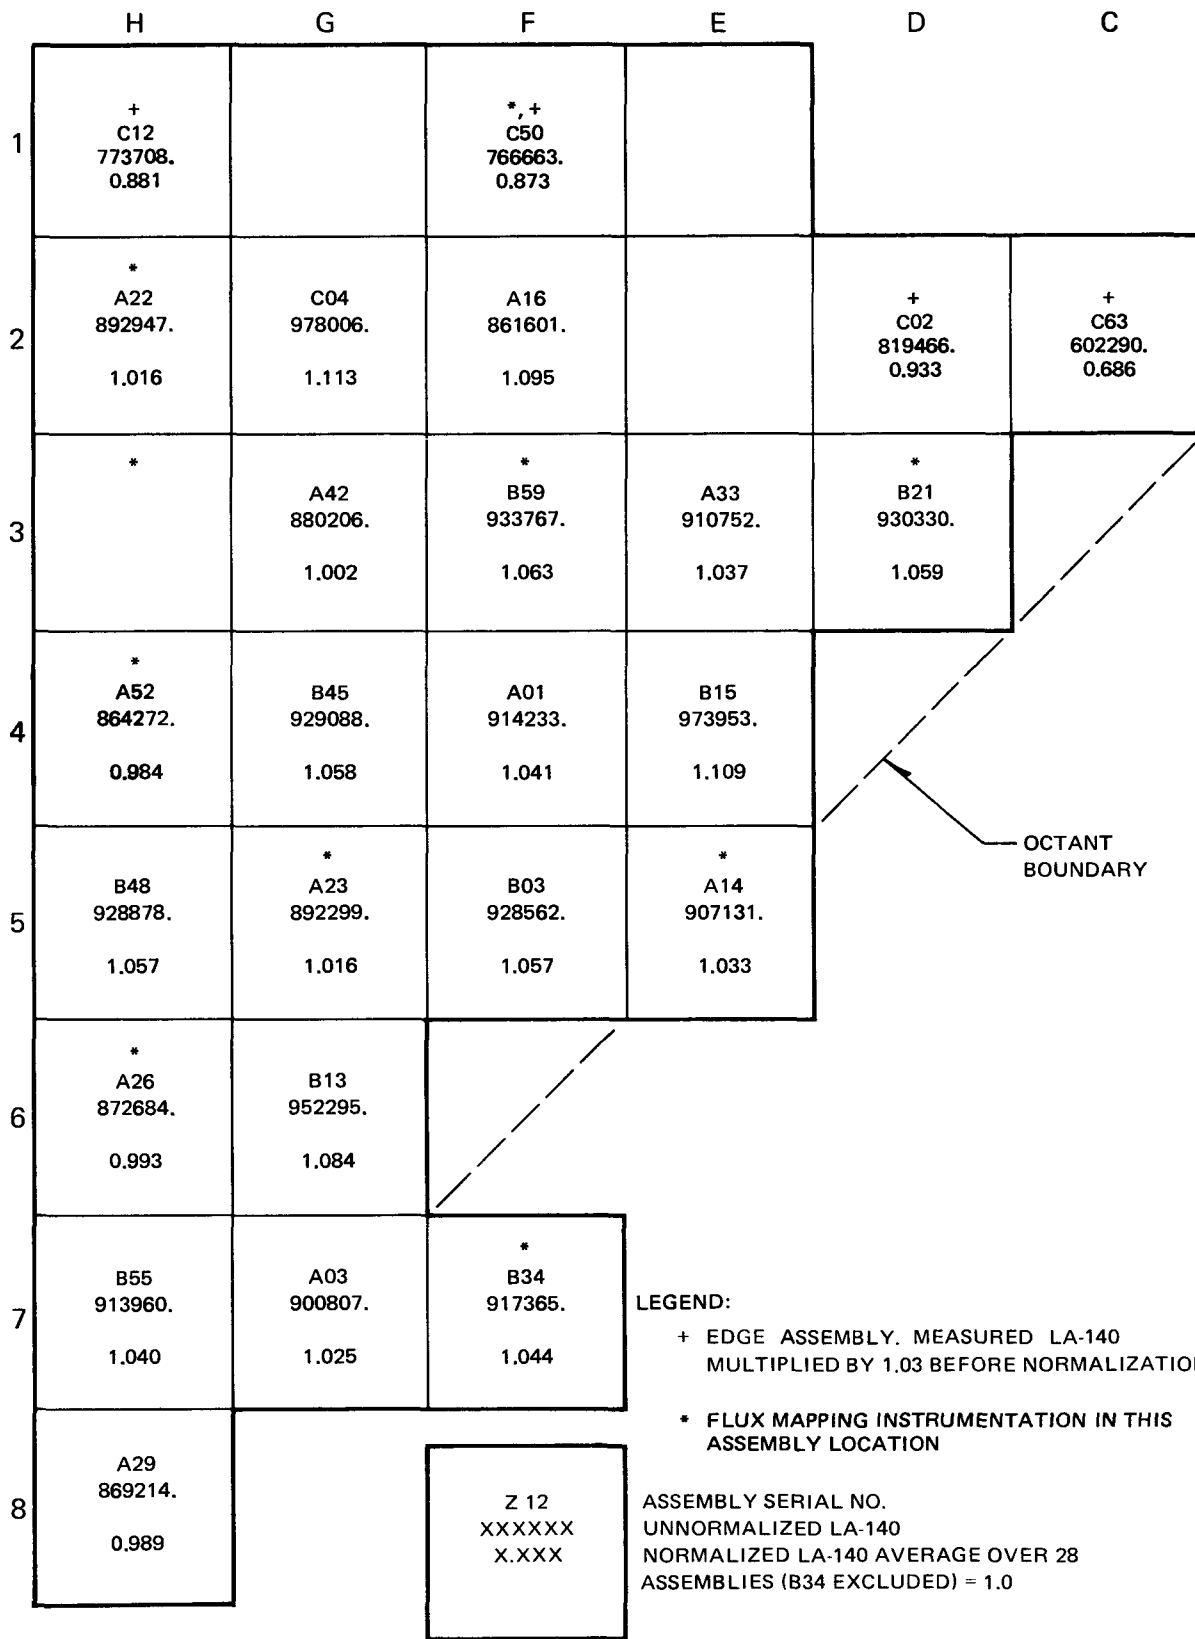 H G F E D C
1
+
C12
773708.
0.881
*, +
C50
766663.
0.873
2
*
A22
892947.
1.016
C04
978006.
1.113
A16
861601.
1.095
+
C02
819466.
0.933
+
C63
602290.
0.686
3
*
A42
880206.
1.002
*
B59
933767.
1.063
A33
910752.
1.037
*
B21
930330.
1.059
4
*
A52
864272.
0.984
B45
929088.
1.058
A01
914233.
1.041
B15
973953.
1.109
OCTANT
BOUNDARY
5
B48
928878.
1.057
*
A23
892299.
1.016
B03
928562.
1.057
*
A14
907131.
1.033
6
*
A26
872684.
0.993
B13
952295.
1.084
7
B55
913960.
1.040
A03
900807.
1.025
*
B34
917365.
1.044
8
A29
869214.
0.989
LEGEND:
+ EDGE ASSEMBLY. MEASURED LA-140
MULTIPLIED BY 1.03 BEFORE NORMALIZATION
* FLUX MAPPING INSTRUMENTATION IN THIS
ASSEMBLY LOCATION
Z 12 ASSEMBLY SERIAL NO.
XXXXXX UNNORMALIZED LA-140
X.XXX NORMALIZED LA-140 AVERAGE OVER 28
ASSEMBLIES (B34 EXCLUDED) = 1.0